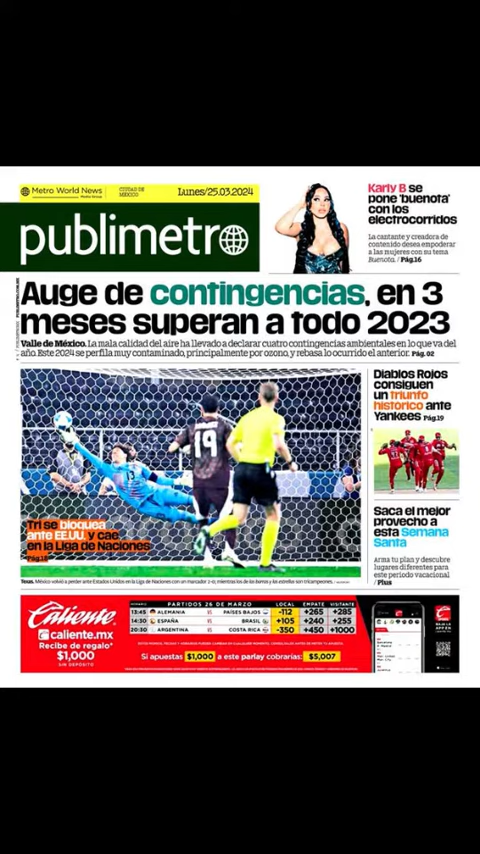 Metro World News
CIUDAD DE
MÉXICO
Lunes/25.03.2024
publimetro
Karly B se
pone 'buenota'
con los
electrocorridos
La cantante y creadora de
contenido desea empoderar
a las mujeres con su tema
Buenota. / Pág.16
Auge de contingencias, en 3
meses superan a todo 2023
Valle de México. La mala calidad del aire ha llevado a declarar cuatro contingencias ambientales en lo que va del
año. Este 2024 se perfila muy contaminado, principalmente por ozono, y rebasa lo ocurrido el anterior. Pág. 02
13
19
Tri se bloquea
ante EE.UU. y cae
en la Liga de Naciones
Pág.18
Texas. México volvió a perder ante Estados Unidos en la Liga de Naciones con un marcador 2-0; mientras los de las barras y las estrellas son tricampeones.
Diablos Rojos
consiguen
un triunfo
histórico ante
Yankees Pág.19
Saca el mejor
provecho a
esta Semana
Santa
Arma tu plan y descubre
lugares diferentes para
este periodo vacacional
/ Plus
Caliente
caliente.mx
Recibe de regalo*
$1,000
SIN DEPÓSITO
HORARIO PARTIDOS 26 DE MARZO LOCAL EMPATE VISITANTE
13:45 ALEMANIA VS PAÍSES BAJOS -112 +265 +285
14:30 ESPAÑA VS BRASIL +105 +240 +255
20:30 ARGENTINA VS COSTA RICA -350 +450 +1000
Si apuestas $1,000 a este parlay cobrarías: $5,007